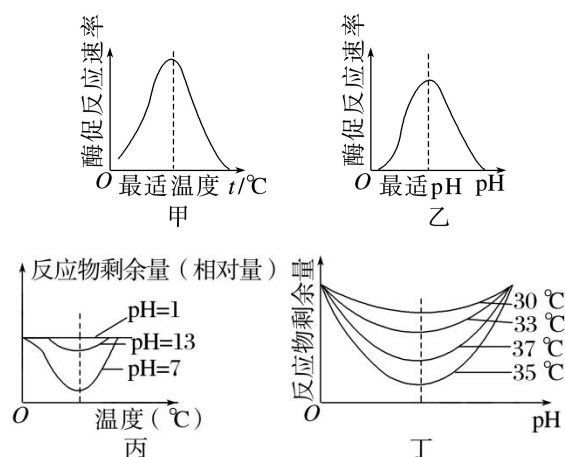 酶促反应速率
O
最适温度 t/℃
甲
酶促反应速率
O
最适pH
pH
乙
反应物剩余量（相对量）
pH=1
pH=13
pH=7
O
温度(℃)
丙
反应物剩余量
30 ℃
33 ℃
37 ℃
35 ℃
O
pH
丁